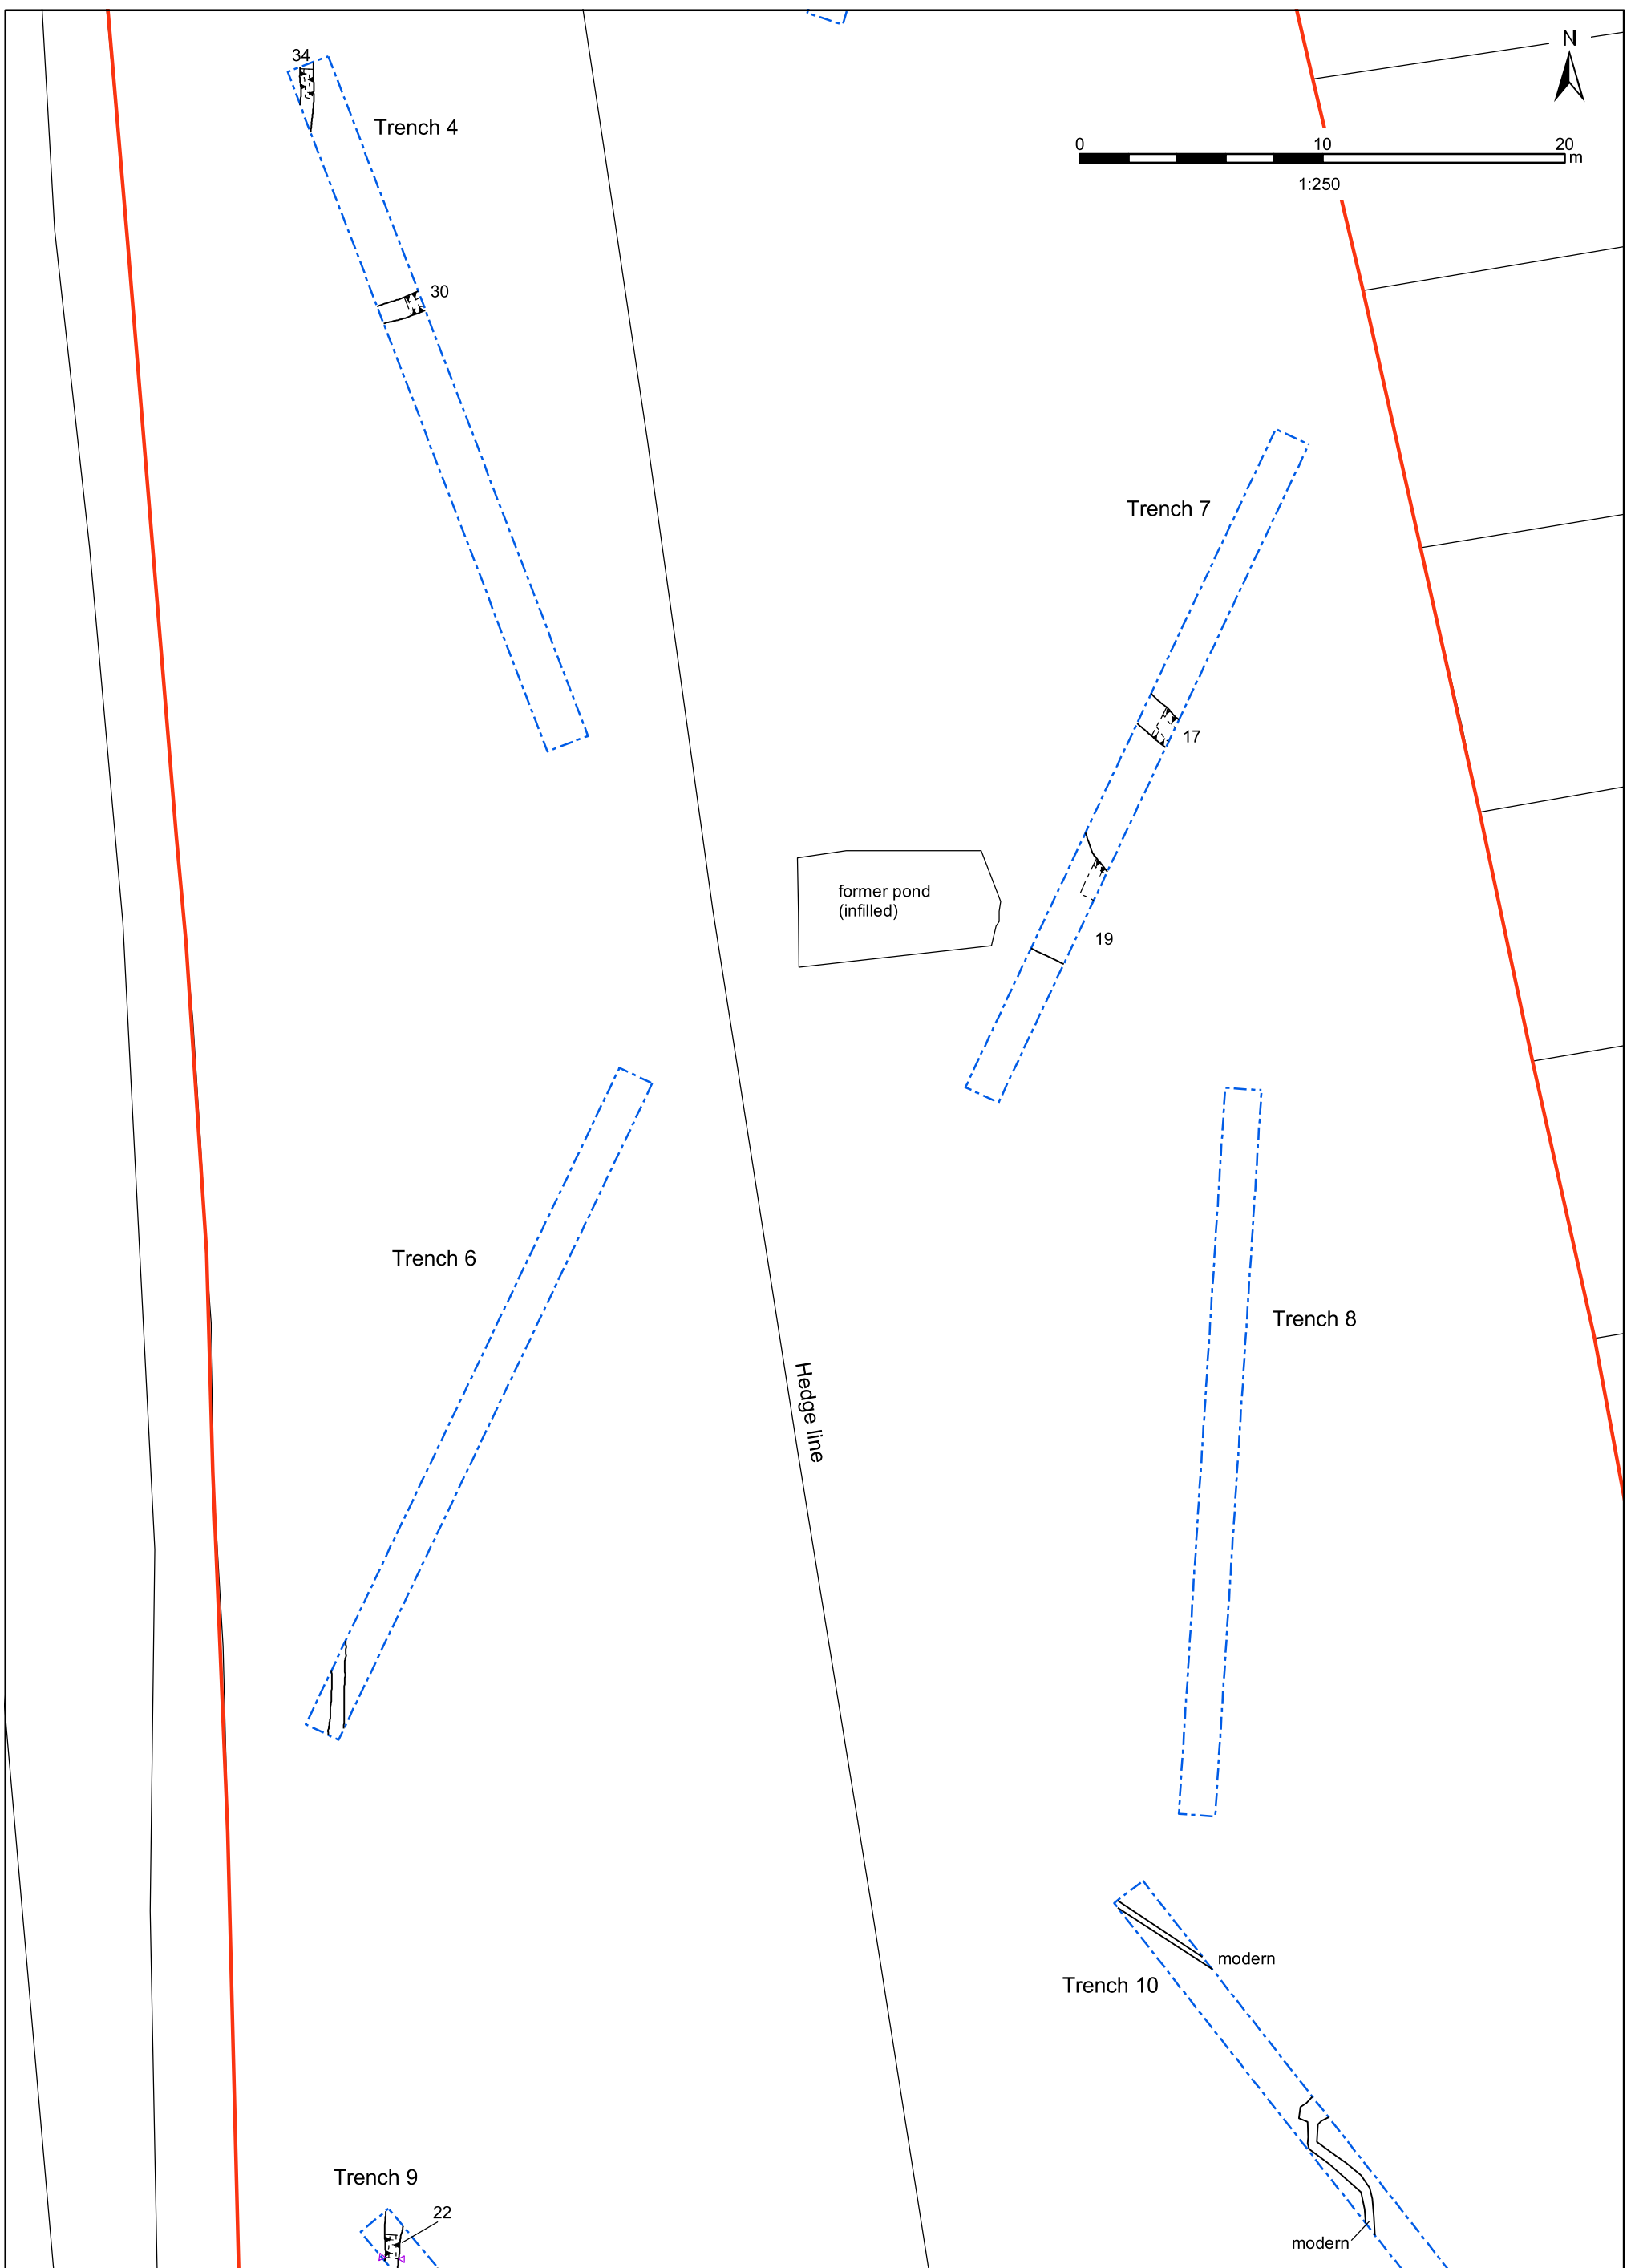 34
N
Trench 4
0 10 20
m
1:250
30
Trench 7
17
former pond
(infilled)
19
Trench 6
Trench 8
Hedge line
modern
Trench 10
Trench 9
22
modern